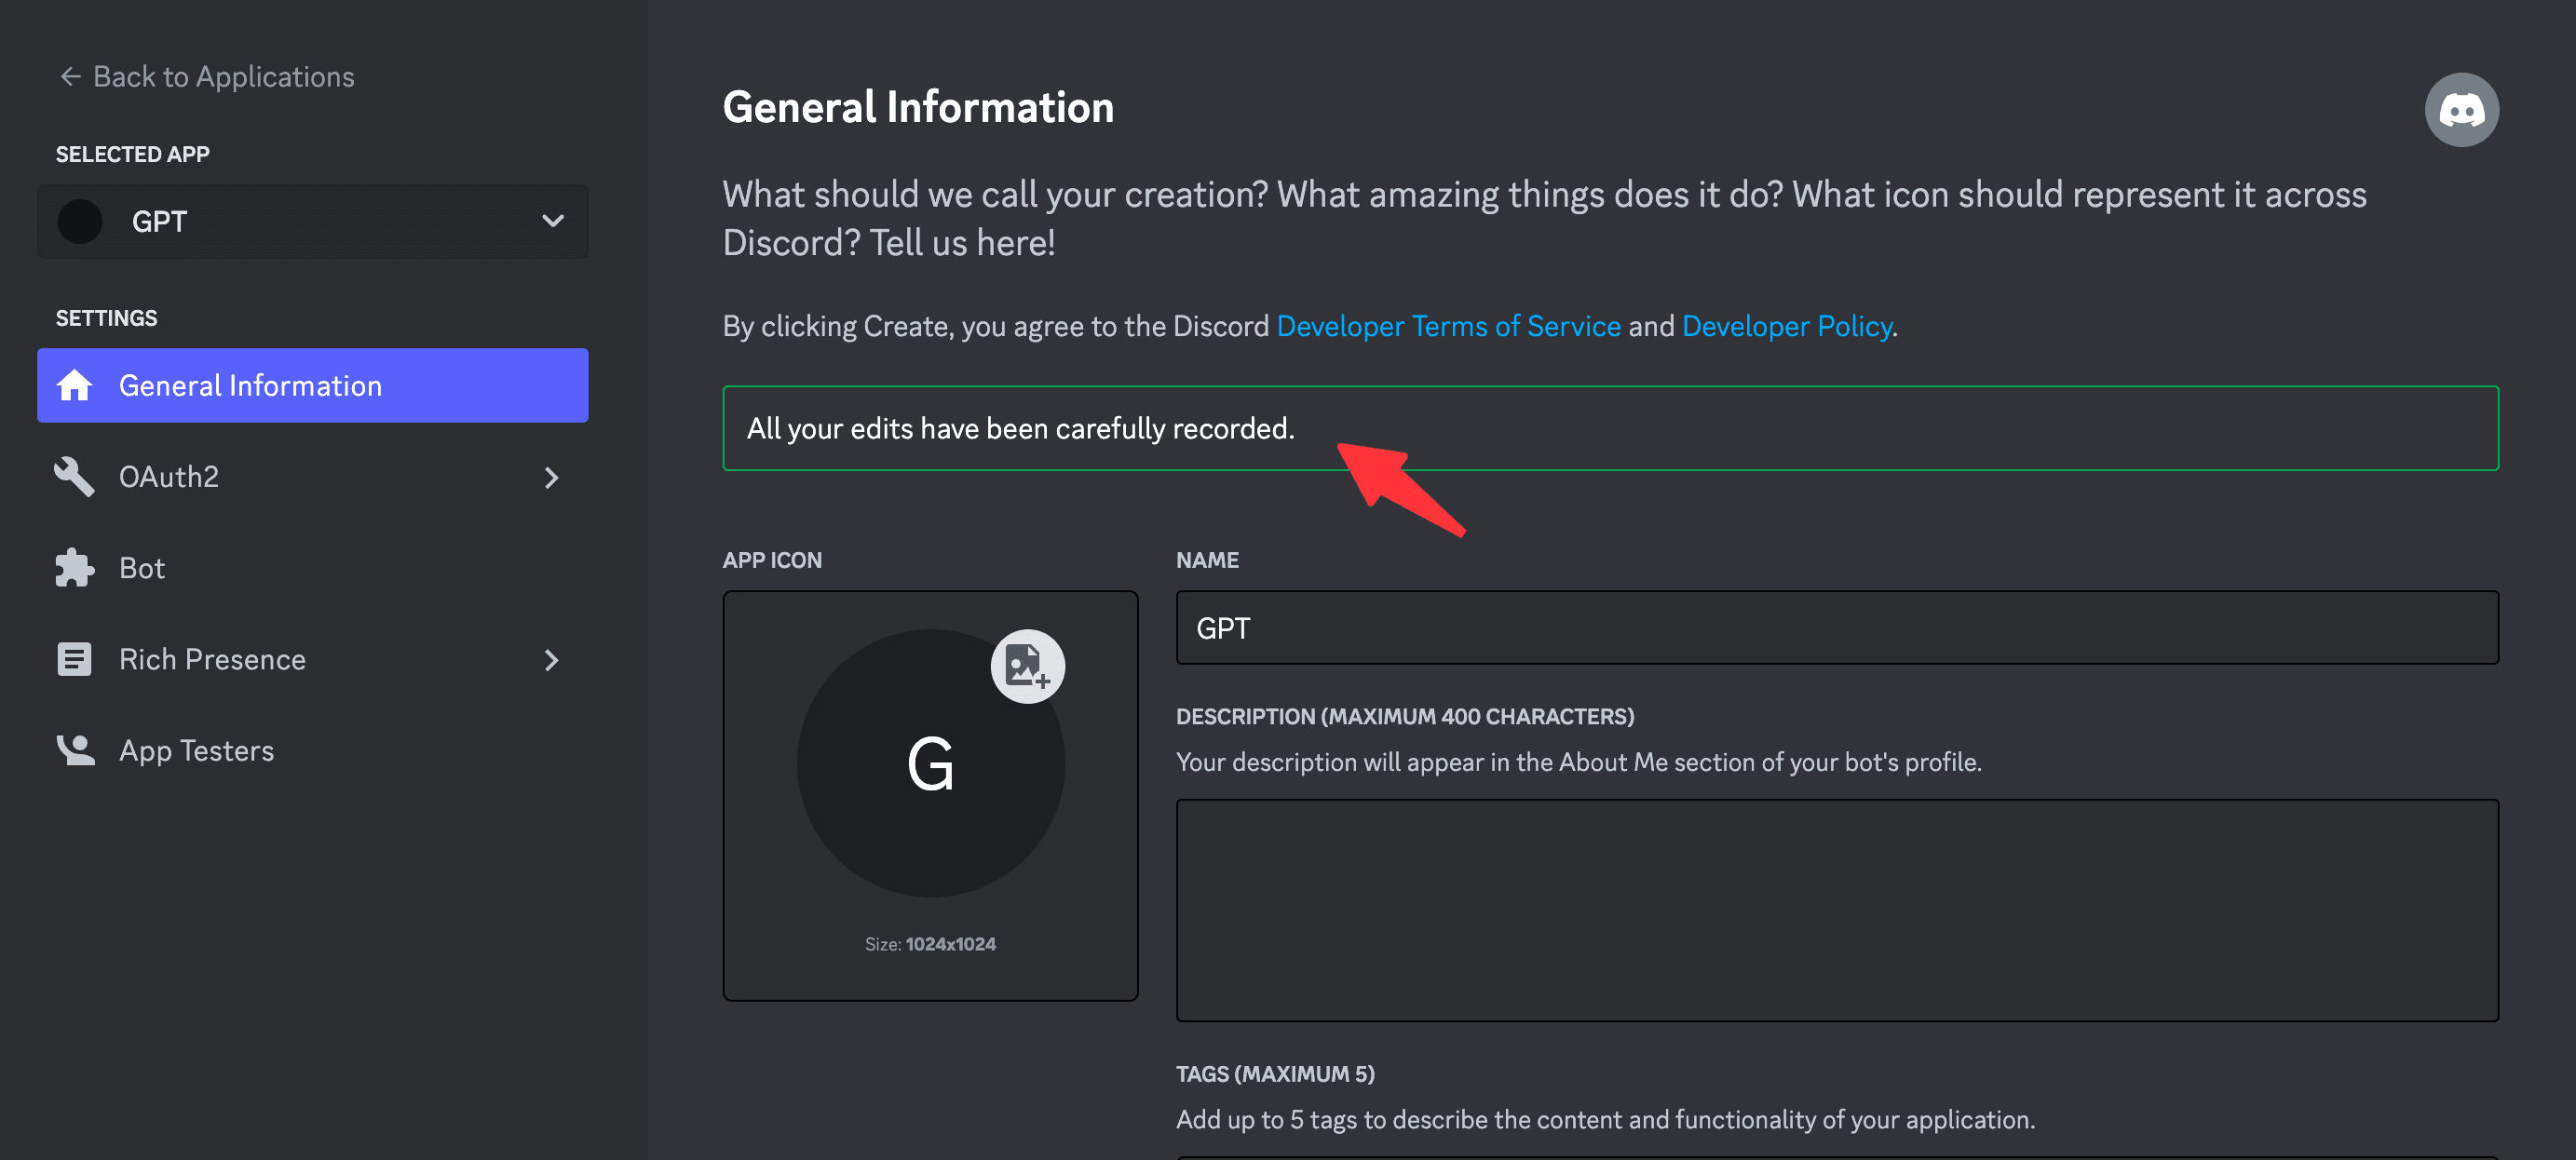 Back to Applications
SELECTED APP
GPT
SETTINGS
General Information
OAuth2
Bot
Rich Presence
App Testers
General Information
What should we call your creation? What amazing things does it do? What icon should represent it across
Discord? Tell us here!
By clicking Create, you agree to the Discord Developer Terms of Service and Developer Policy.
All your edits have been carefully recorded.
APP ICON
G
Size: 1024x1024
NAME
GPT
DESCRIPTION (MAXIMUM 400 CHARACTERS)
Your description will appear in the About Me section of your bot's profile.
TAGS (MAXIMUM 5)
Add up to 5 tags to describe the content and functionality of your application.